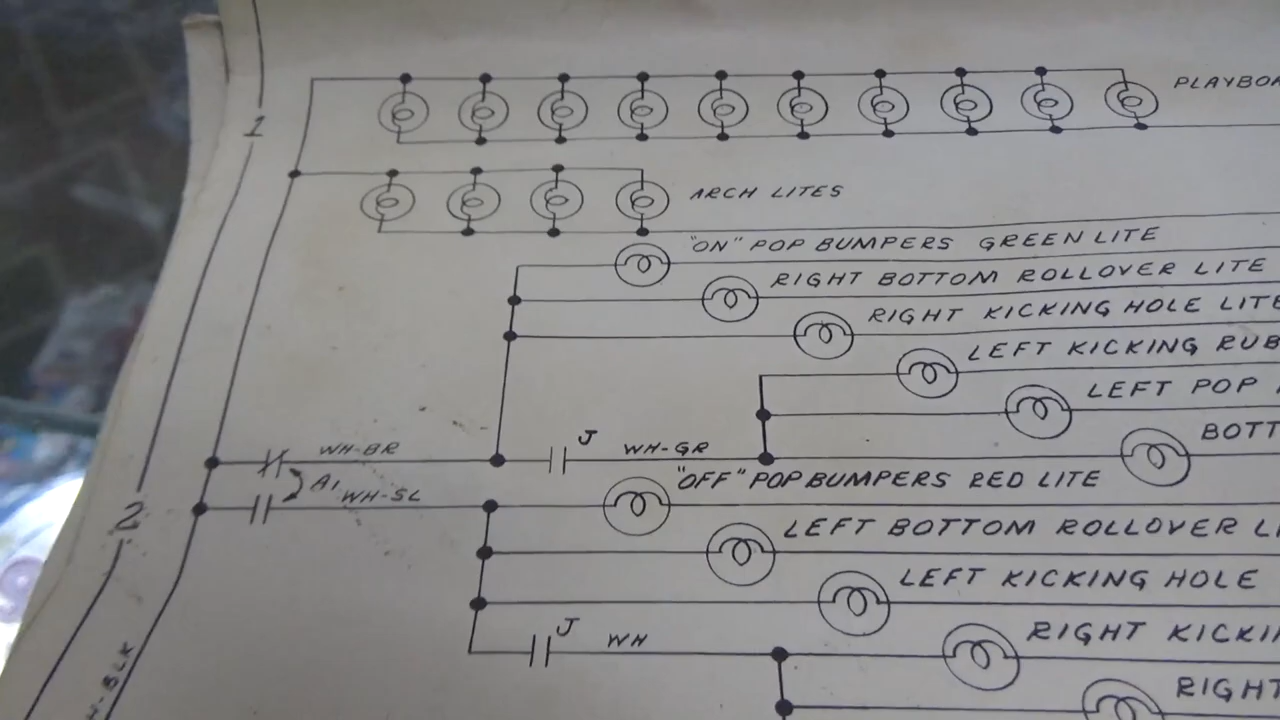 1
PLAYBOA
ARCH LITES
"ON" POP BUMPERS GREEN LITE
RIGHT BOTTOM ROLLOVER LITE
RIGHT KICKING HOLE LITE
LEFT KICKING RUB
LEFT POP
BOTT
WH-BR
J
WH-GR
A1
WH-SL
"OFF" POP BUMPERS RED LITE
2
LEFT BOTTOM ROLLOVER LI
LEFT KICKING HOLE
J
WH
RIGHT KICKI
RIGHT
-BLK